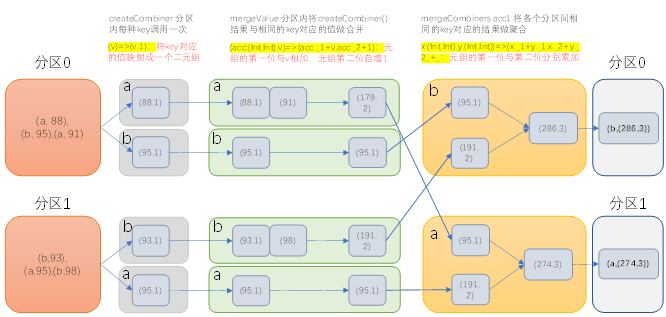 createCombiner:分区
内每种key调用一次
(v)=>(v,1): 将key对应
的值映射成一个二元组
mergeValue:分区内将createCombiner()
结果与相同的key对应的值做合并
(acc:(Int,Int),v)=>(acc._1+v,acc._2+1): 元
组的第一位与v相加 元组第二位自增1
mergeCombiners:acc1:将各个分区间相
同的key对应的结果做聚合
x:(Int,Int),y:(Int,Int))=>(x._1+y._1,x._2+y._
2_+: 元组的第一位与第二位分别累加
分区0
分区0
(a, 88),
(b, 95),(a, 91)
a
(88,1)
b
(95,1)
a
(88,1)
(91)
(179,
2)
b
(95,1)
(95,1)
b
(95,1)
(191,
2)
(286,3)
(b,(286,3))
分区1
分区1
(b,93),
(a,95),(b,98)
b
(93,1)
a
(95,1)
b
(93,1)
(98)
(191,
2)
a
(95,1)
(95,1)
a
(95,1)
(191,
2)
(274,3)
(a,(274,3))